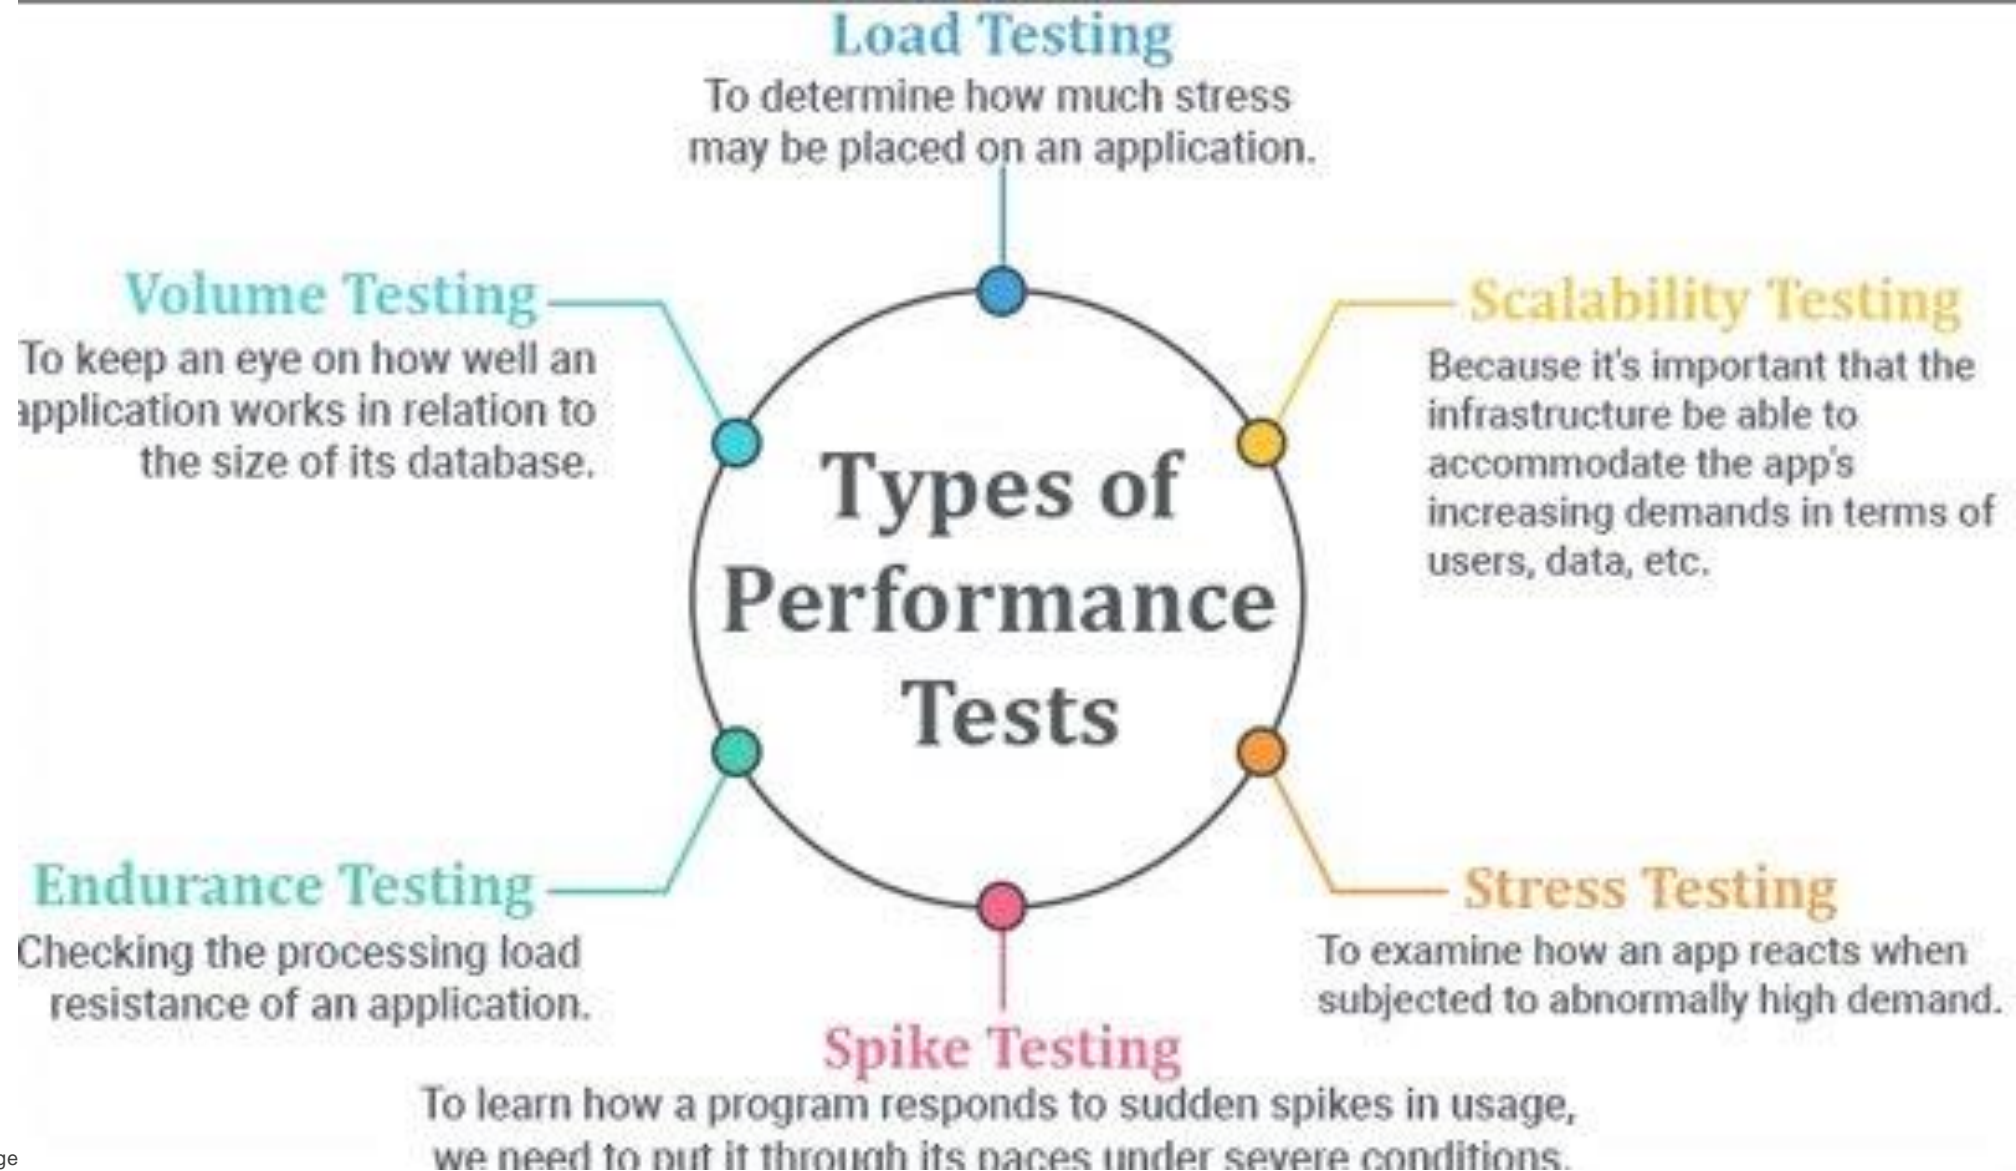 Load Testing
To determine how much stress
may be placed on an application.
Volume Testing
To keep an eye on how well an
application works in relation to
the size of its database.
Scalability Testing
Because it's important that the
infrastructure be able to
accommodate the app's
increasing demands in terms of
users, data, etc.
Types of
Performance
Tests
Endurance Testing
Checking the processing load
resistance of an application.
Stress Testing
To examine how an app reacts when
subjected to abnormally high demand.
Spike Testing
To learn how a program responds to sudden spikes in usage,
we need to put it through its paces under severe conditions.
ge